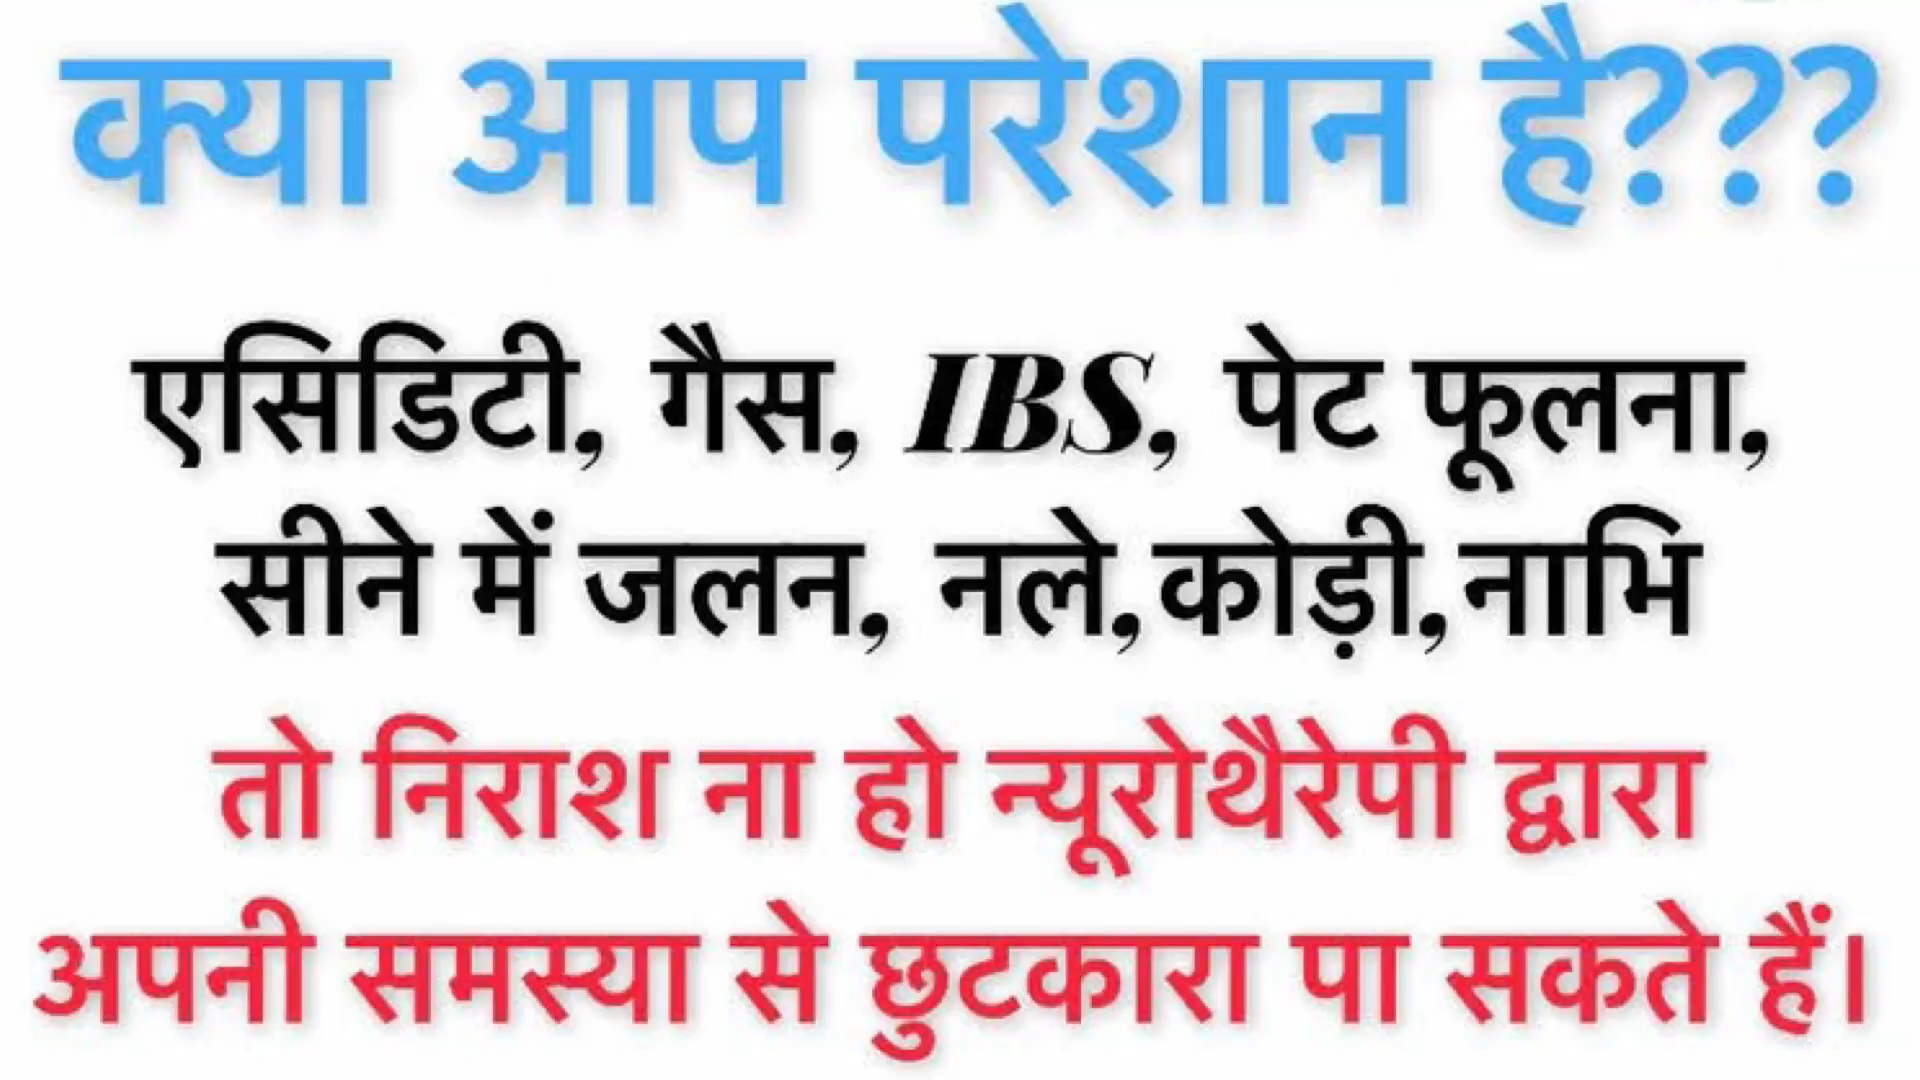 क्या आप परेशान है???
एसिडिटी, गैस, IBS, पेट फूलना,
सीने में जलन, नले,कोड़ी,नाभि
तो निराश ना हो न्यूरोथैरेपी द्वारा
अपनी समस्या से छुटकारा पा सकते हैं।